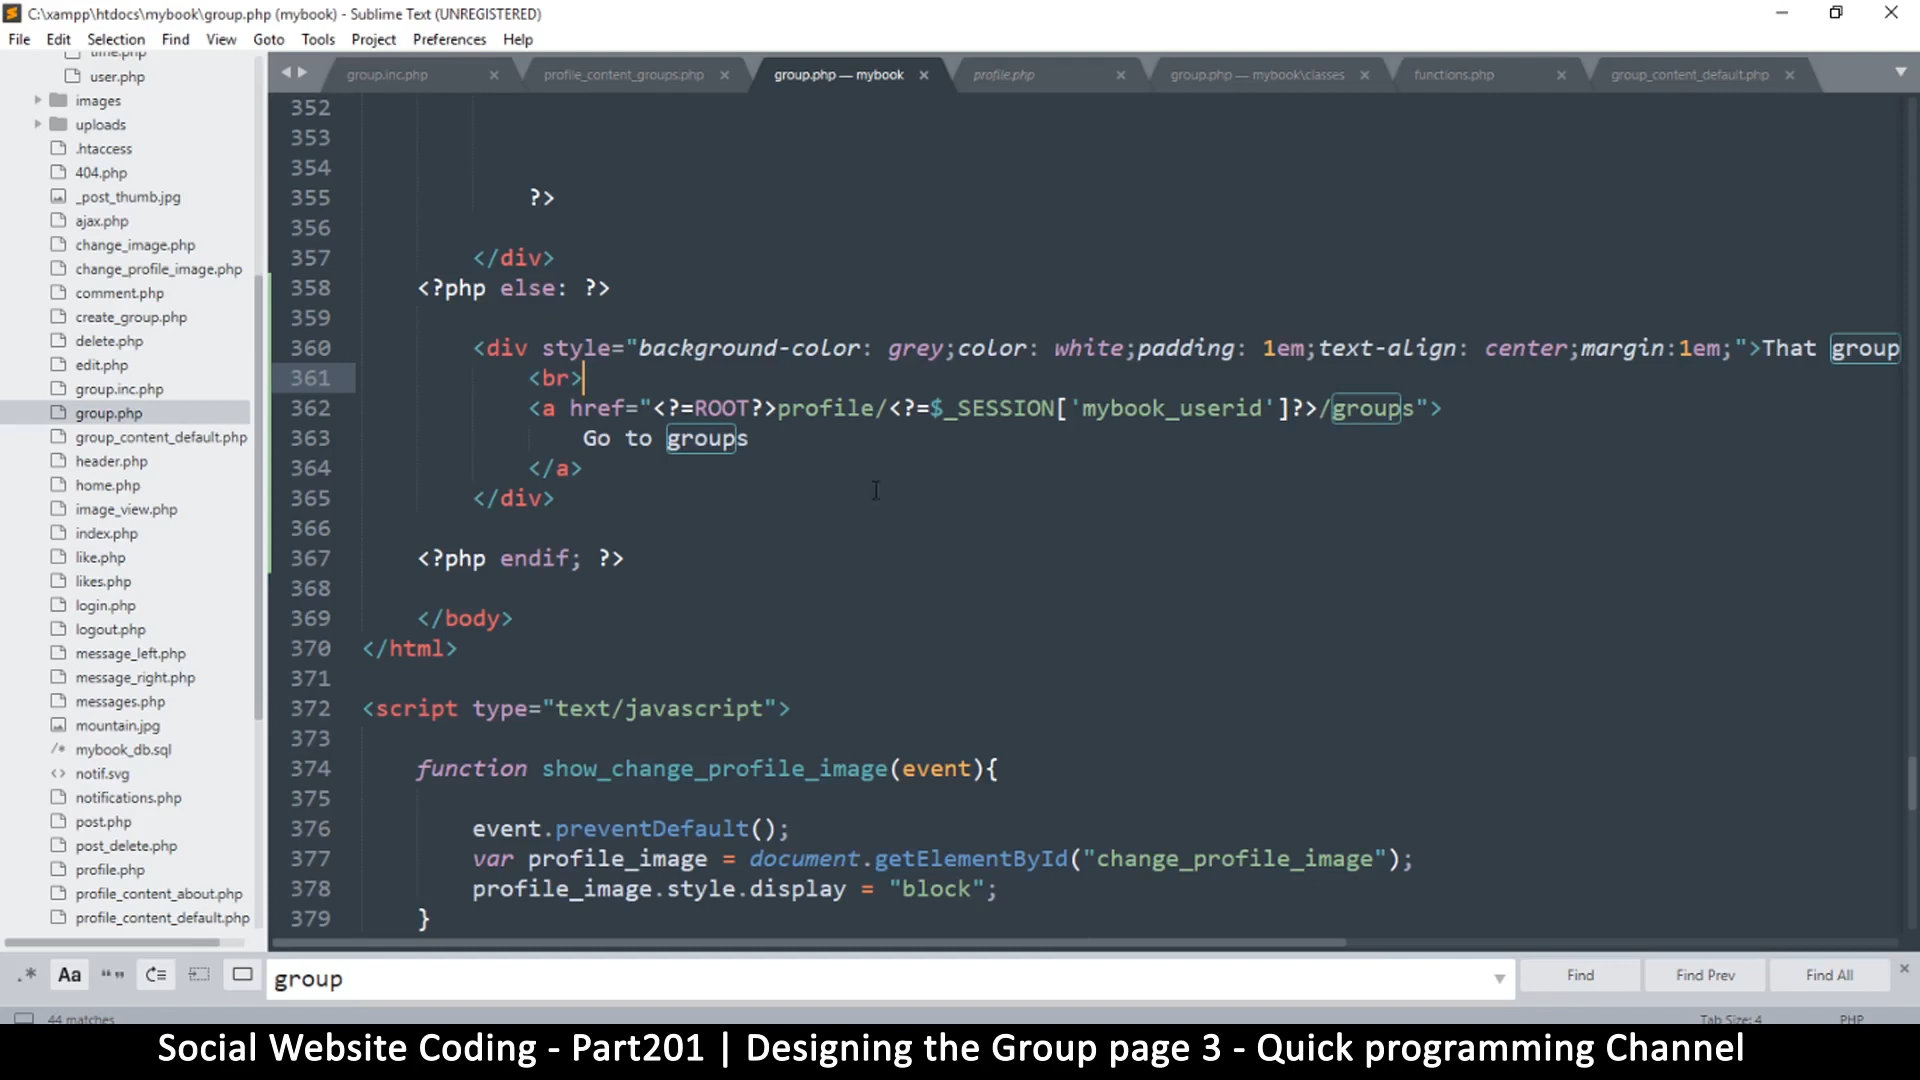 C:\xampp\htdocs\mybook\group.php (mybook) - Sublime Text (UNREGISTERED)
File Edit Selection Find View Goto Tools Project Preferences Help
group.inc.php profile_content_groups.php group.php — mybook profile.php group.php — mybook\classes functions.php group_content_default.php
time.php
user.php
images
uploads
.htaccess
404.php
_post_thumb.jpg
ajax.php
change_image.php
change_profile_image.php
comment.php
create_group.php
delete.php
edit.php
group.inc.php
group.php
group_content_default.php
header.php
home.php
image_view.php
index.php
like.php
likes.php
login.php
logout.php
message_left.php
message_right.php
messages.php
mountain.jpg
/* mybook_db.sql
<> notif.svg
notifications.php
post.php
post_delete.php
profile.php
profile_content_about.php
profile_content_default.php
352
353
354
355 ?>
356
357 </div>
358 <?php else: ?>
359
360 <div style="background-color: grey;color: white;padding: 1em;text-align: center;margin:1em;">That group
361 <br>
362 <a href="<?=ROOT?>profile/<?=$_SESSION['mybook_userid']?>/groups">
363 Go to groups
364 </a>
365 </div>
366
367 <?php endif; ?>
368
369 </body>
370 </html>
371
372 <script type="text/javascript">
373
374 function show_change_profile_image(event){
375
376 event.preventDefault();
377 var profile_image = document.getElementById("change_profile_image");
378 profile_image.style.display = "block";
379 }
.* Aa “” group Find Find Prev Find All
44 matches Tab Size: 4 PHP
Social Website Coding - Part201 | Designing the Group page 3 - Quick programming Channel